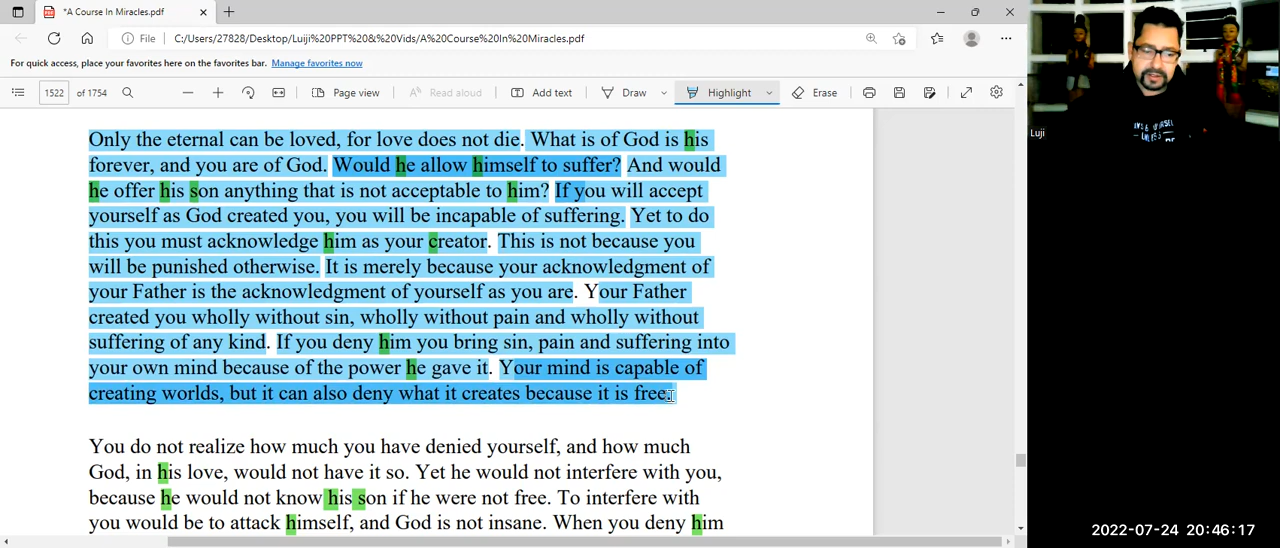 *A Course In Miracles.pdf
File
C:/Users/27828/Desktop/Luiji%20PPT%20&%20Vids/A%20Course%20In%20Miracles.pdf
For quick access, place your favorites here on the favorites bar. Manage favorites now
1522 of 1754
Page view
Read aloud
Add text
Draw
Highlight
Erase
Only the eternal can be loved, for love does not die. What is of God is his
forever, and you are of God. Would he allow himself to suffer? And would
he offer his son anything that is not acceptable to him? If you will accept
yourself as God created you, you will be incapable of suffering. Yet to do
this you must acknowledge him as your creator. This is not because you
will be punished otherwise. It is merely because your acknowledgment of
your Father is the acknowledgment of yourself as you are. Your Father
created you wholly without sin, wholly without pain and wholly without
suffering of any kind. If you deny him you bring sin, pain and suffering into
your own mind because of the power he gave it. Your mind is capable of
creating worlds, but it can also deny what it creates because it is free.
You do not realize how much you have denied yourself, and how much
God, in his love, would not have it so. Yet he would not interfere with you,
because he would not know his son if he were not free. To interfere with
you would be to attack himself, and God is not insane. When you deny him
Luji
2022-07-24 20:46:17